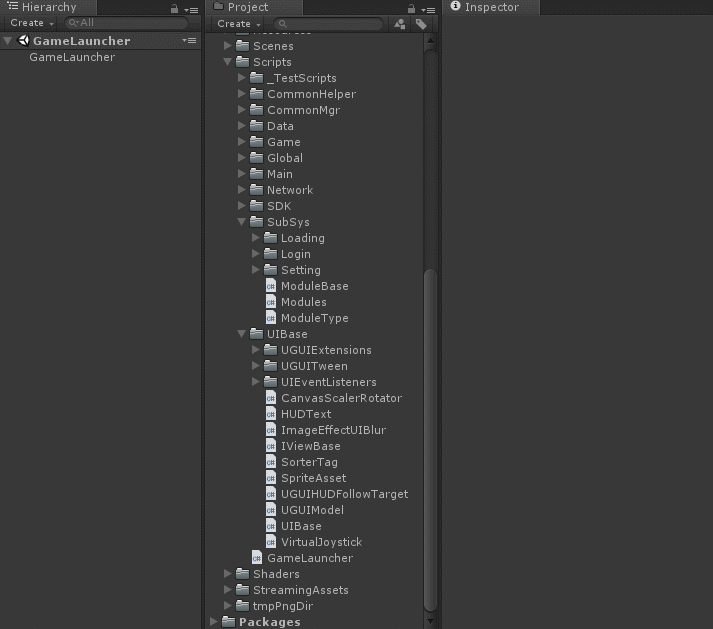 Hierarchy
Create
All
GameLauncher
GameLauncher
Project
Create
Resources
Scenes
Scripts
_TestScripts
CommonHelper
CommonMgr
Data
Game
Global
Main
Network
SDK
SubSys
Loading
Login
Setting
ModuleBase
Modules
ModuleType
UIBase
UGUIExtensions
UGUITween
UIEventListeners
CanvasScalerRotator
HUDText
ImageEffectUIBlur
IViewBase
SorterTag
SpriteAsset
UGUIHUDFollowTarget
UGUIModel
UIBase
VirtualJoystick
GameLauncher
Shaders
StreamingAssets
tmpPngDir
Packages
Inspector